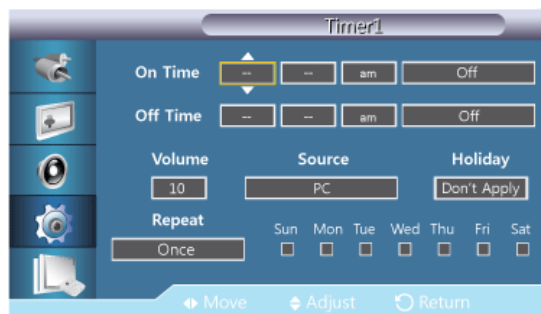 Timer1
On Time -- -- am Off
Off Time -- -- am Off
Volume Source Holiday
10 PC Don't Apply
Repeat Sun Mon Tue Wed Thu Fri Sat
Once
Move Adjust Return